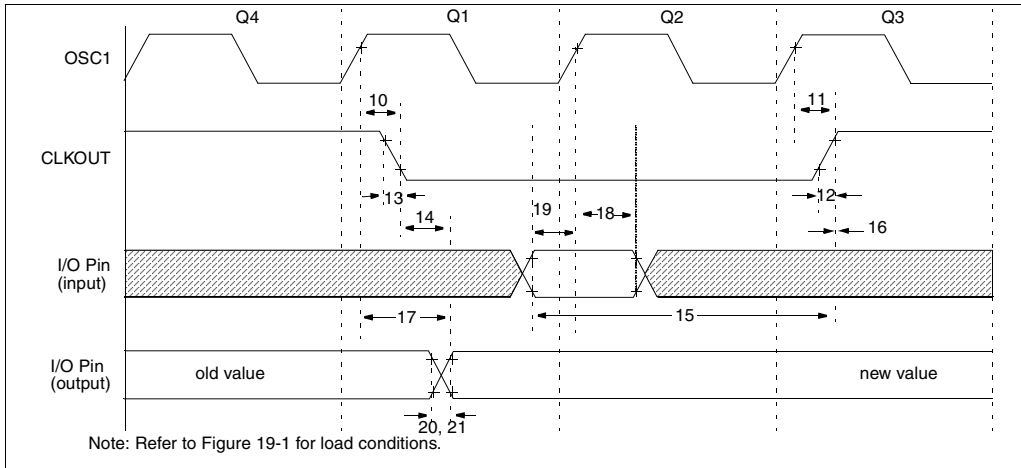 Q4 Q1 Q2 Q3
OSC1
10 11
CLKOUT
13 12
14 19 18 16
I/O Pin
(input)
17 15
I/O Pin
(output)
old value new value
20, 21
Note: Refer to Figure 19-1 for load conditions.